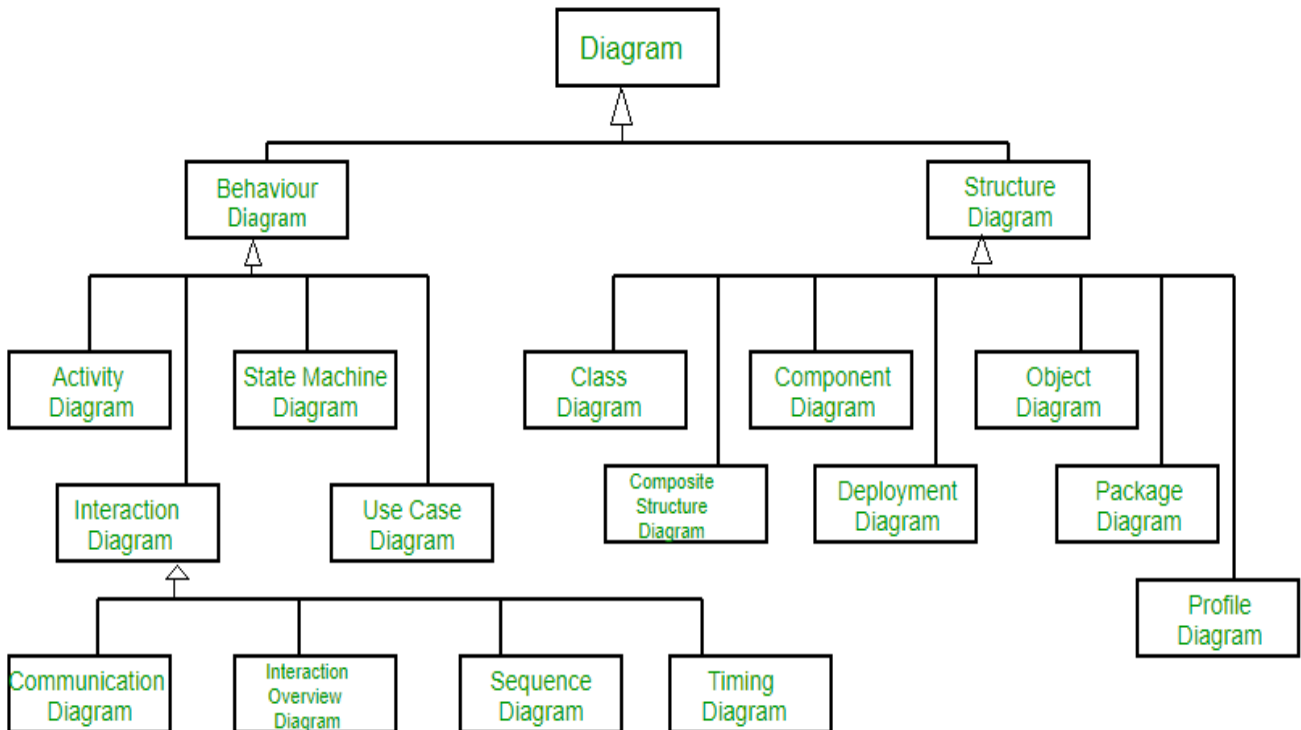 Diagram
Behaviour
Diagram
Structure
Diagram
Activity
Diagram
State Machine
Diagram
Class
Diagram
Component
Diagram
Object
Diagram
Interaction
Diagram
Use Case
Diagram
Composite
Structure
Diagram
Deployment
Diagram
Package
Diagram
Profile
Diagram
Communication
Diagram
Interaction
Overview
Diagram
Sequence
Diagram
Timing
Diagram